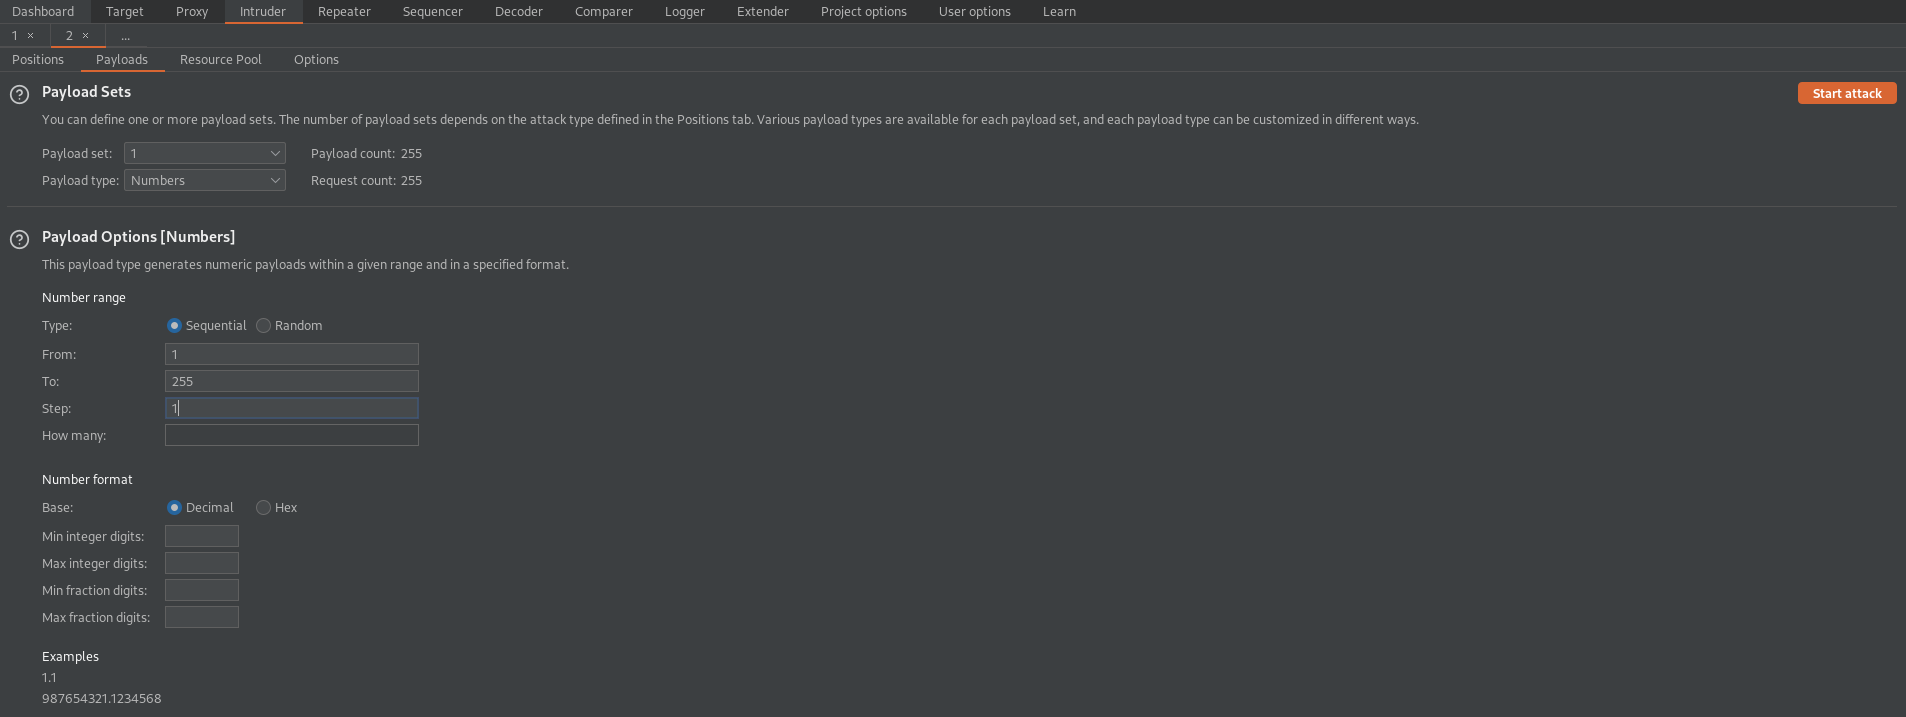 Dashboard Target Proxy Intruder Repeater Sequencer Decoder Comparer Logger Extender Project options User options Learn
1 × 2 × ...
Positions Payloads Resource Pool Options
? Payload Sets Start attack
You can define one or more payload sets. The number of payload sets depends on the attack type defined in the Positions tab. Various payload types are available for each payload set, and each payload type can be customized in different ways.
Payload set: 1 Payload count: 255
Payload type: Numbers Request count: 255
? Payload Options [Numbers]
This payload type generates numeric payloads within a given range and in a specified format.
Number range
Type: Sequential Random
From: 1
To: 255
Step: 1
How many:
Number format
Base: Decimal Hex
Min integer digits:
Max integer digits:
Min fraction digits:
Max fraction digits:
Examples
1.1
987654321.1234568